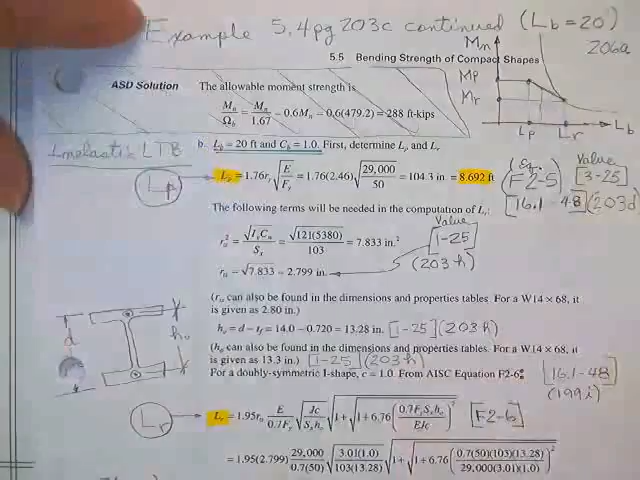 Example 5.4 pg 203c continued (Lb = 20')
206a
5.5 Bending Strength of Compact Shapes
Mn
Mp
Mr
Lp
Lr
Lb
ASD Solution
The allowable moment strength is
Mn/Ωb = Mn/1.67 = 0.6Mn = 0.6(479.2) = 288 ft-kips
b. Lb = 20 ft and Cb = 1.0. First, determine Lp and Lr
Inelastic LTB
Lp
Lp = 1.76ry √(E/Fy) = 1.76(2.46)√(29,000/50) = 104.3 in. = 8.692 ft
(Eq. F2-5)
Value [3-25]
[16.1-48] (203d)
The following terms will be needed in the computation of Lr:
rts² = √(IyCw)/Sx = √(121(5380))/103 = 7.833 in.²
Value
[1-25]
(203h)
rts = √7.833 = 2.799 in.
(rts can also be found in the dimensions and properties tables. For a W14 × 68, it
is given as 2.80 in.)
ho = d − tf = 14.0 − 0.720 = 13.28 in. [1-25] (203h)
(ho can also be found in the dimensions and properties tables. For a W14 × 68, it
is given as 13.3 in.) [1-25] (203h)
For a doubly-symmetric I-shape, c = 1.0. From AISC Equation F2-6:
[16.1-48]
(199i)
d
ho
Lr
Lr = 1.95rts E/0.7Fy √(Jc/Sxho) √(1 + √(1 + 6.76(0.7FySxho/EJc)²))
[F2-6]
= 1.95(2.799) 29,000/0.7(50) √(3.01(1.0)/103(13.28)) √(1 + √(1 + 6.76(0.7(50)(103)(13.28)/29,000(3.01)(1.0))²))